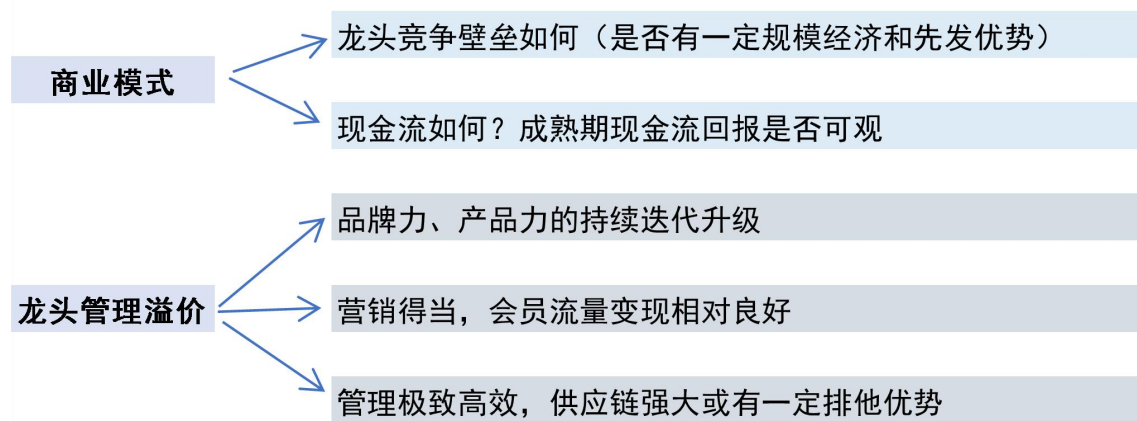 商业模式
龙头竞争壁垒如何（是否有一定规模经济和先发优势）
现金流如何？成熟期现金流回报是否可观
龙头管理溢价
品牌力、产品力的持续迭代升级
营销得当，会员流量变现相对良好
管理极致高效，供应链强大或有一定排他优势